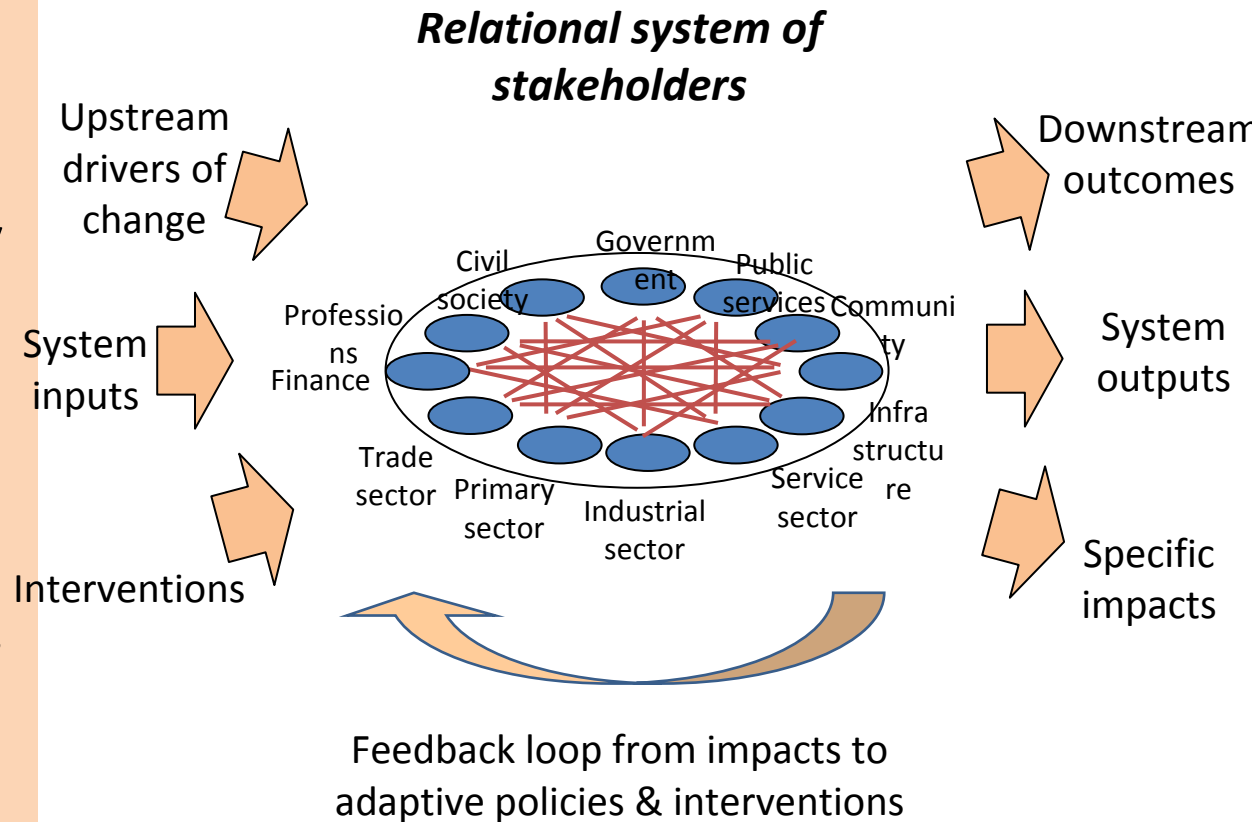 Relational system of
stakeholders
Upstream
drivers of
change
Downstream
outcomes
System
inputs
System
outputs
Interventions
Specific
impacts
Civil
society
Governm
ent
Public
services
Communi
ty
Professio
ns
Finance
Infra
structu
re
Trade
sector
Primary
sector
Industrial
sector
Service
sector
Feedback loop from impacts to
adaptive policies & interventions